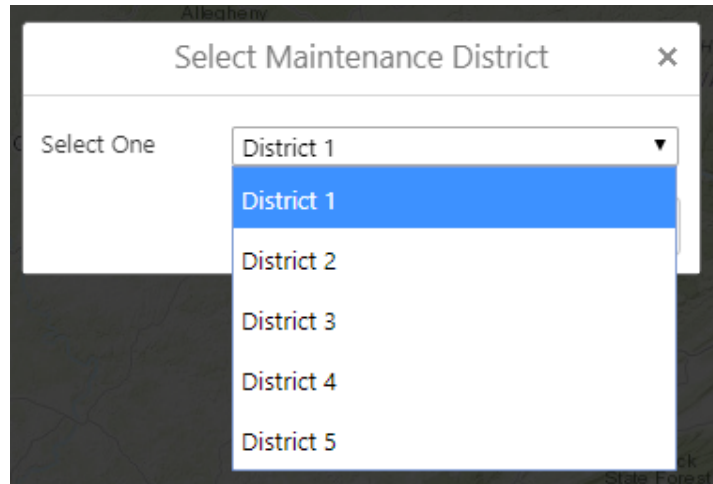 Allegheny
Select Maintenance District ×
Select One
District 1
District 1
District 2
District 3
District 4
District 5
State Forest